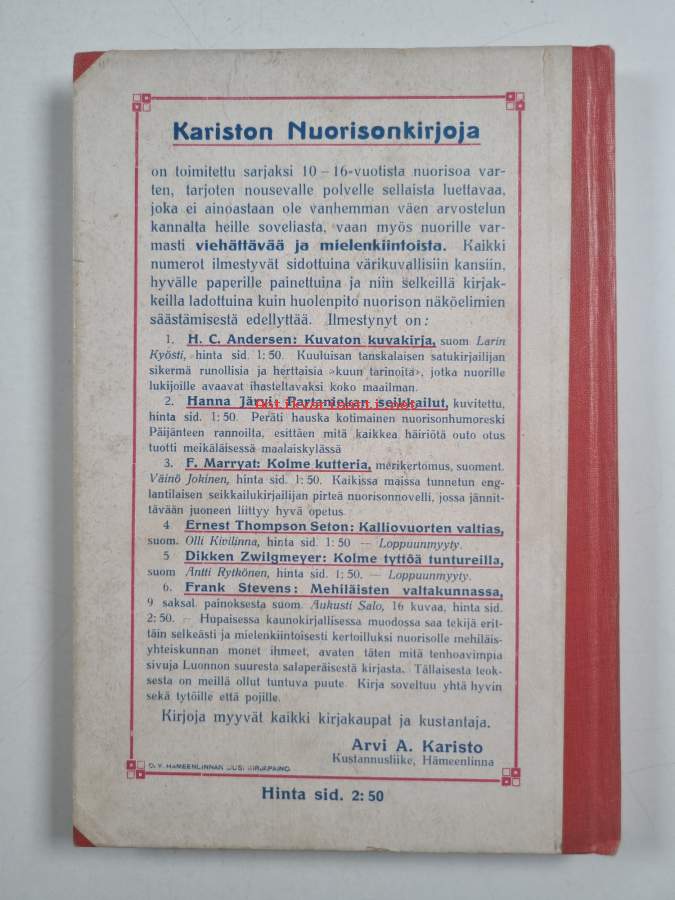 Kariston Nuorisonkirjoja
on toimitettu sarjaksi 10–16-vuotista nuorisoa var-
ten, tarjoten nousevalle polvelle sellaista luettavaa,
joka ei ainoastaan ole vanhemman väen arvostelun
kannalta heille soveliasta, vaan myös nuorille var-
masti viehättävää ja mielenkiintoista. Kaikki
numerot ilmestyvät sidottuina värikuvallisiin kansiin,
hyvälle paperille painettuina ja niin selkeillä kirjak-
keilla ladottuina kuin huolenpito nuorison näköelimien
säästämisestä edellyttää. Ilmestynyt on:
1. H. C. Andersen: Kuvaton kuvakirja, suom Larin
Kyösti, hinta sid. 1:50. Kuuluisan tanskalaisen satukirjailijan
sikermä runollisia ja herttaisia »kuun tarinoita», jotka nuorille
lukijoille avaavat ihasteltavaksi koko maailman.
2. Hanna Järvi: Partaniekan seikkailut, kuvitettu,
hinta sid. 1:50. Peräti hauska kotimainen nuorisonhumoreski
Päijänteen rannoilta, esittäen mitä kaikkea häiriötä outo otus
tuotti meikäläisessä maalaiskylässä
3. F. Marryat: Kolme kutteria, merikertomus, suoment.
Väinö Jokinen, hinta sid. 1:50. Kaikissa maissa tunnetun eng-
lantilaisen seikkailukirjailijan pirteä nuorisonnovelli, jossa jännit-
tävään juoneen liittyy hyvä opetus.
4 Ernest Thompson Seton: Kalliovuorten valtias,
suom. Olli Kivilinna, hinta sid. 1:50 — Loppuunmyyty.
5 Dikken Zwilgmeyer: Kolme tyttöä tuntureilla,
suom Antti Rytkönen, hinta sid. 1:50. — Loppuunmyyty.
6. Frank Stevens: Mehiläisten valtakunnassa,
9 saksal. painoksesta suom. Aukusti Salo, 16 kuvaa, hinta sid.
2:50. — Hupaisessa kaunokirjallisessa muodossa saa tekijä erit-
täin selkeästi ja mielenkiintoisesti kertoilluksi nuorisolle mehiläis-
yhteiskunnan monet ihmeet, avaten täten mitä tenhoavimpia
sivuja Luonnon suuresta salaperäisestä kirjasta. Tällaisesta teok-
sesta on meillä ollut tuntuva puute. Kirja soveltuu yhtä hyvin
sekä tytöille että pojille.
Kirjoja myyvät kaikki kirjakaupat ja kustantaja.
Arvi A. Karisto
Kustannusliike, Hämeenlinna
O. Y. HÄMEENLINNAN UUSI KIRJAPAINO.
Hinta sid. 2:50